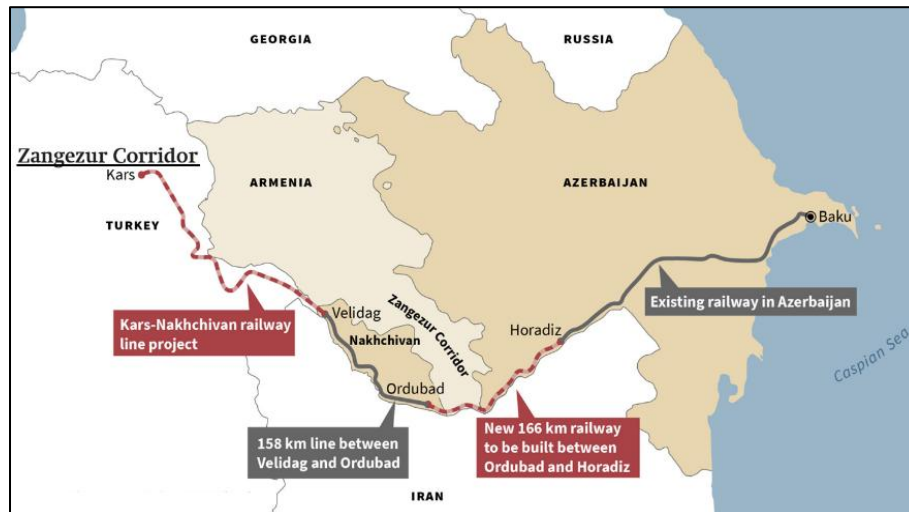 GEORGIA
RUSSIA
Zangezur Corridor
Kars
ARMENIA
AZERBAIJAN
TURKEY
Baku
Existing railway in Azerbaijan
Velidag
Kars-Nakhchivan railway
line project
Nakhchivan
Zangezur Corridor
Horadiz
Caspian Sea
Ordubad
158 km line between
Velidag and Ordubad
New 166 km railway
to be built between
Ordubad and Horadiz
IRAN